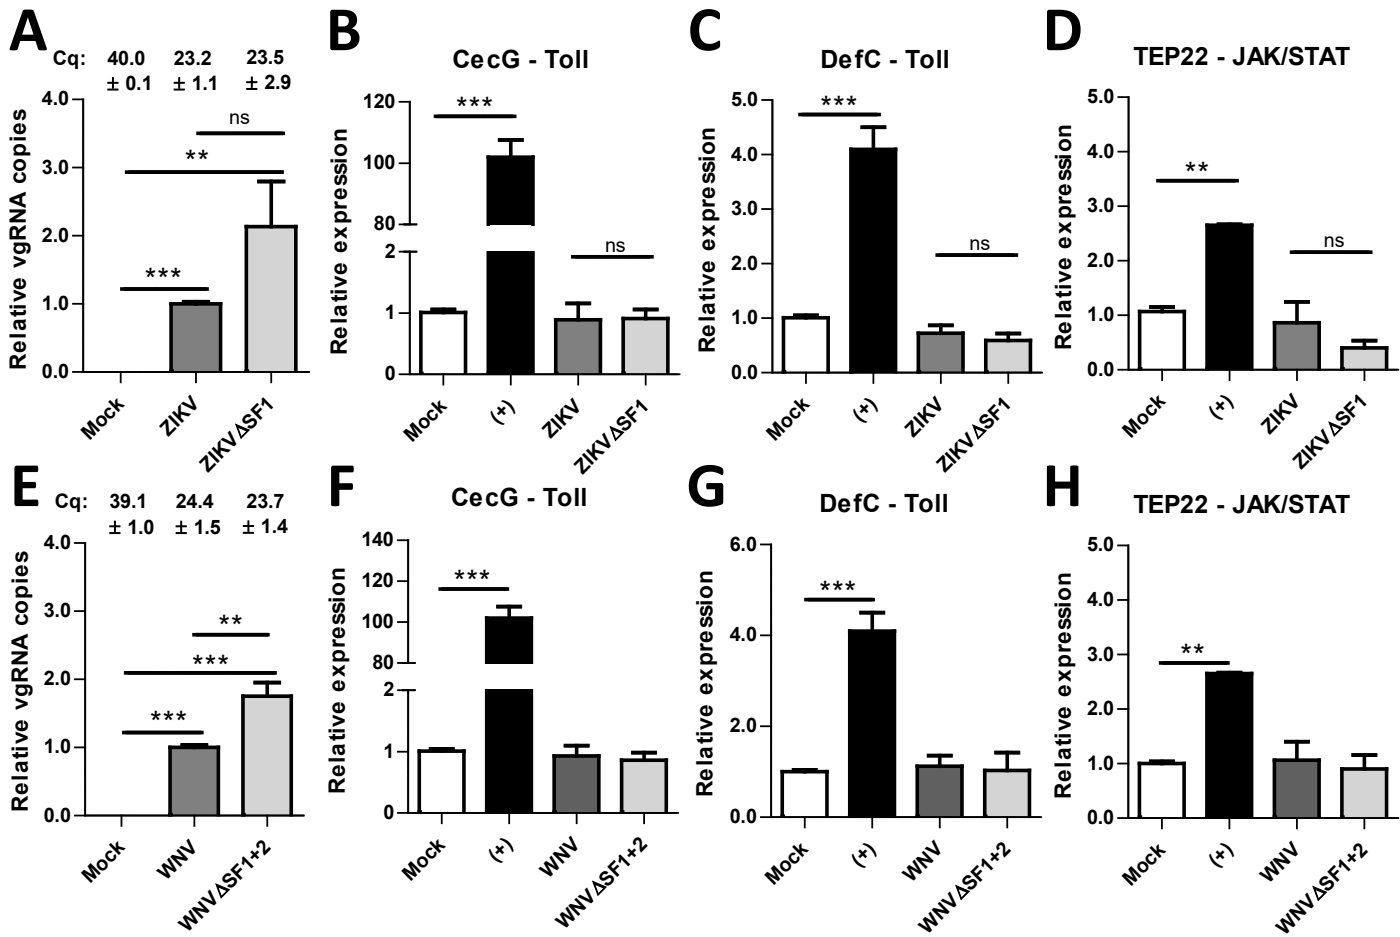 A
Cq: 40.0 23.2 23.5
± 0.1 ± 1.1 ± 2.9
Relative vgRNA copies
4.0
3.0
2.0
1.0
0.0
ns
**
***
Mock
ZIKV
ZIKVΔSF1
B
CecG - Toll
Relative expression
120
100
80
2
1
0
***
ns
Mock
(+)
ZIKV
ZIKVΔSF1
C
DefC - Toll
Relative expression
5.0
4.0
3.0
2.0
1.0
0.0
***
ns
Mock
(+)
ZIKV
ZIKVΔSF1
D
TEP22 - JAK/STAT
Relative expression
5.0
4.0
3.0
2.0
1.0
0.0
**
ns
Mock
(+)
ZIKV
ZIKVΔSF1
E
Cq: 39.1 24.4 23.7
± 1.0 ± 1.5 ± 1.4
Relative vgRNA copies
4.0
3.0
2.0
1.0
0.0
**
***
***
Mock
WNV
WNVΔSF1+2
F
CecG - Toll
Relative expression
140
120
100
80
2
1
0
***
Mock
(+)
WNV
WNVΔSF1+2
G
DefC - Toll
Relative expression
6.0
4.0
2.0
0.0
***
Mock
(+)
WNV
WNVΔSF1+2
H
TEP22 - JAK/STAT
Relative expression
5.0
4.0
3.0
2.0
1.0
0.0
**
Mock
(+)
WNV
WNVΔSF1+2